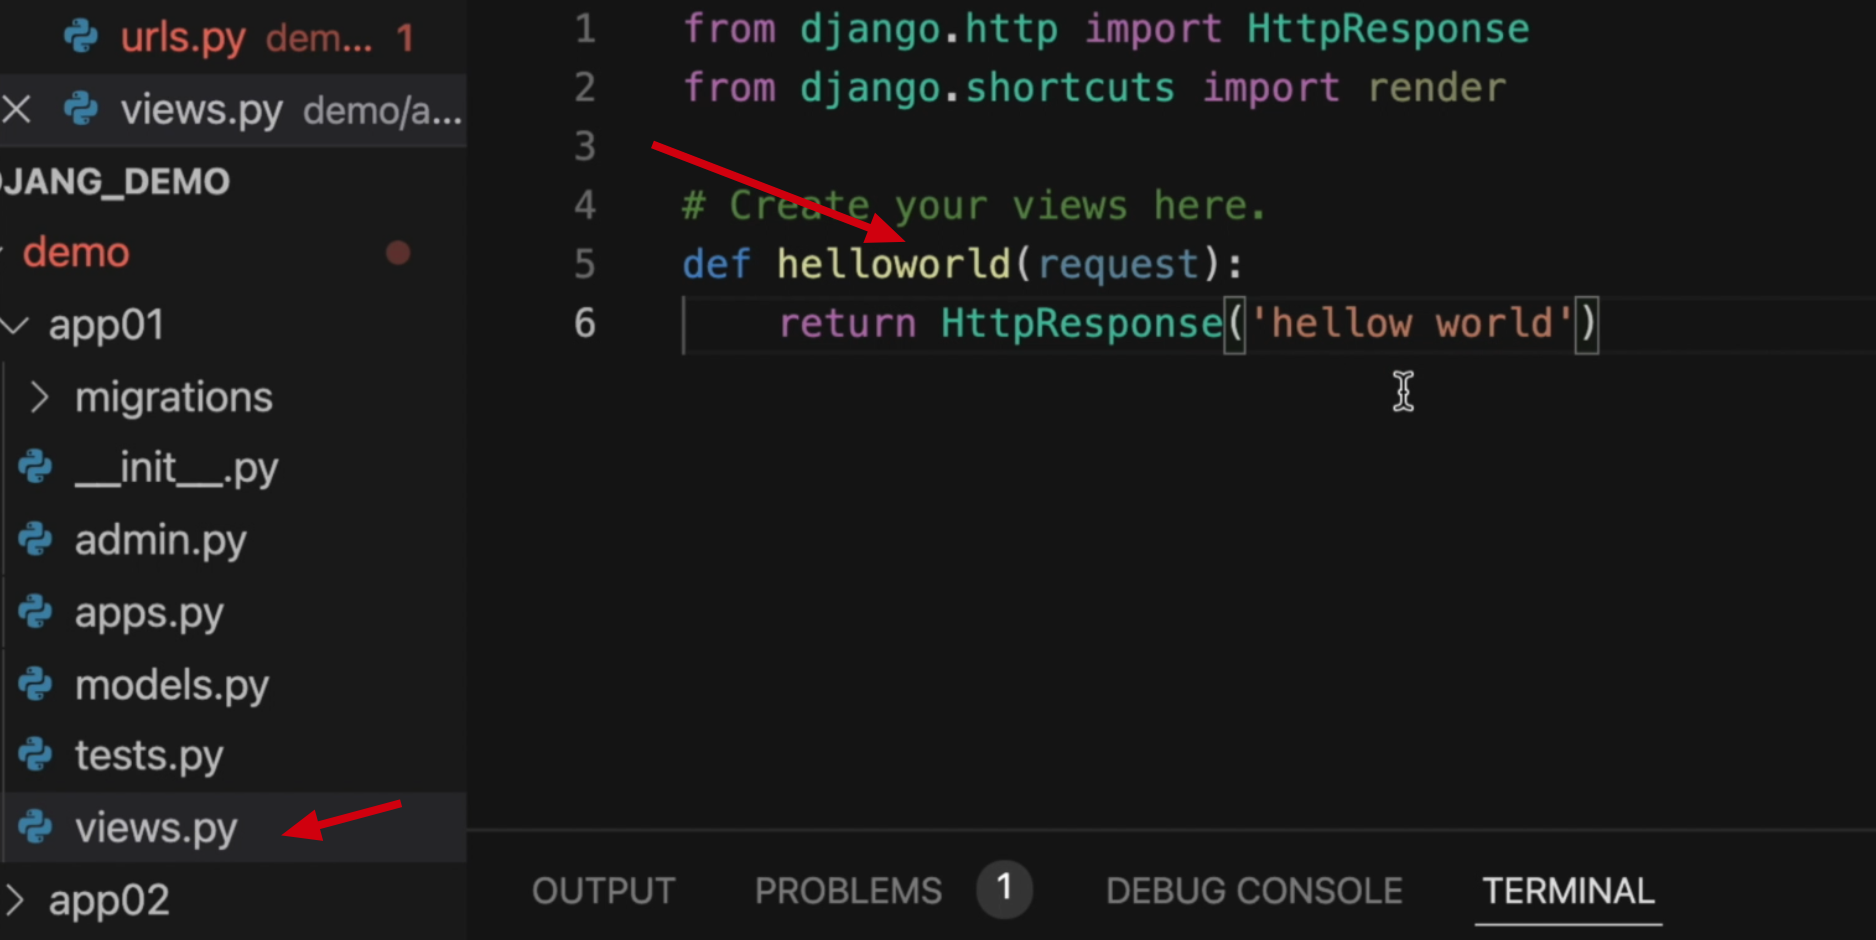 urls.py dem... 1
views.py demo/a...
JANG_DEMO
demo
app01
migrations
__init__.py
admin.py
apps.py
models.py
tests.py
views.py
app02
1 from django.http import HttpResponse
2 from django.shortcuts import render
3
4 # Create your views here.
5 def helloworld(request):
6 return HttpResponse('hellow world')
OUTPUT PROBLEMS 1 DEBUG CONSOLE TERMINAL